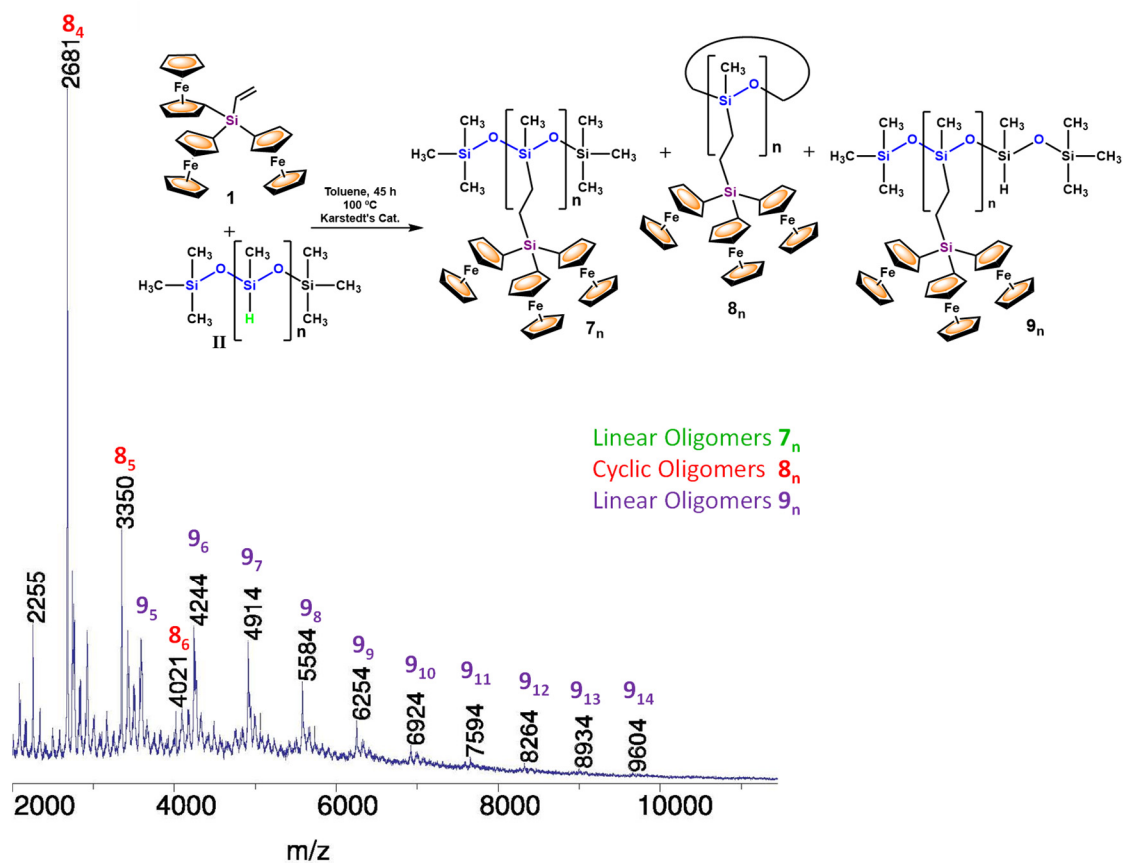 8₄
2681
Fe
Si
Fe
Fe
1
+
H₃C
CH₃
Si
CH₃
O
CH₃
Si
H
O
n
CH₃
Si
CH₃
CH₃
II
Toluene, 45 h
100 ºC
Karstedt's Cat.
H₃C
CH₃
Si
CH₃
O
CH₃
Si
O
n
CH₃
Si
CH₃
CH₃
Si
Fe
Fe
Fe
7ₙ
+
CH₃
Si
O
n
Si
Fe
Fe
Fe
8ₙ
+
H₃C
CH₃
Si
CH₃
O
CH₃
Si
O
n
CH₃
Si
H
O
CH₃
Si
CH₃
CH₃
Si
Fe
Fe
Fe
9ₙ
Linear Oligomers 7ₙ
Cyclic Oligomers 8ₙ
Linear Oligomers 9ₙ
2255
8₅
3350
9₅
8₆
4021
9₆
4244
9₇
4914
9₈
5584
9₉
6254
9₁₀
6924
9₁₁
7594
9₁₂
8264
9₁₃
8934
9₁₄
9604
2000 4000 6000 8000 10000
m/z